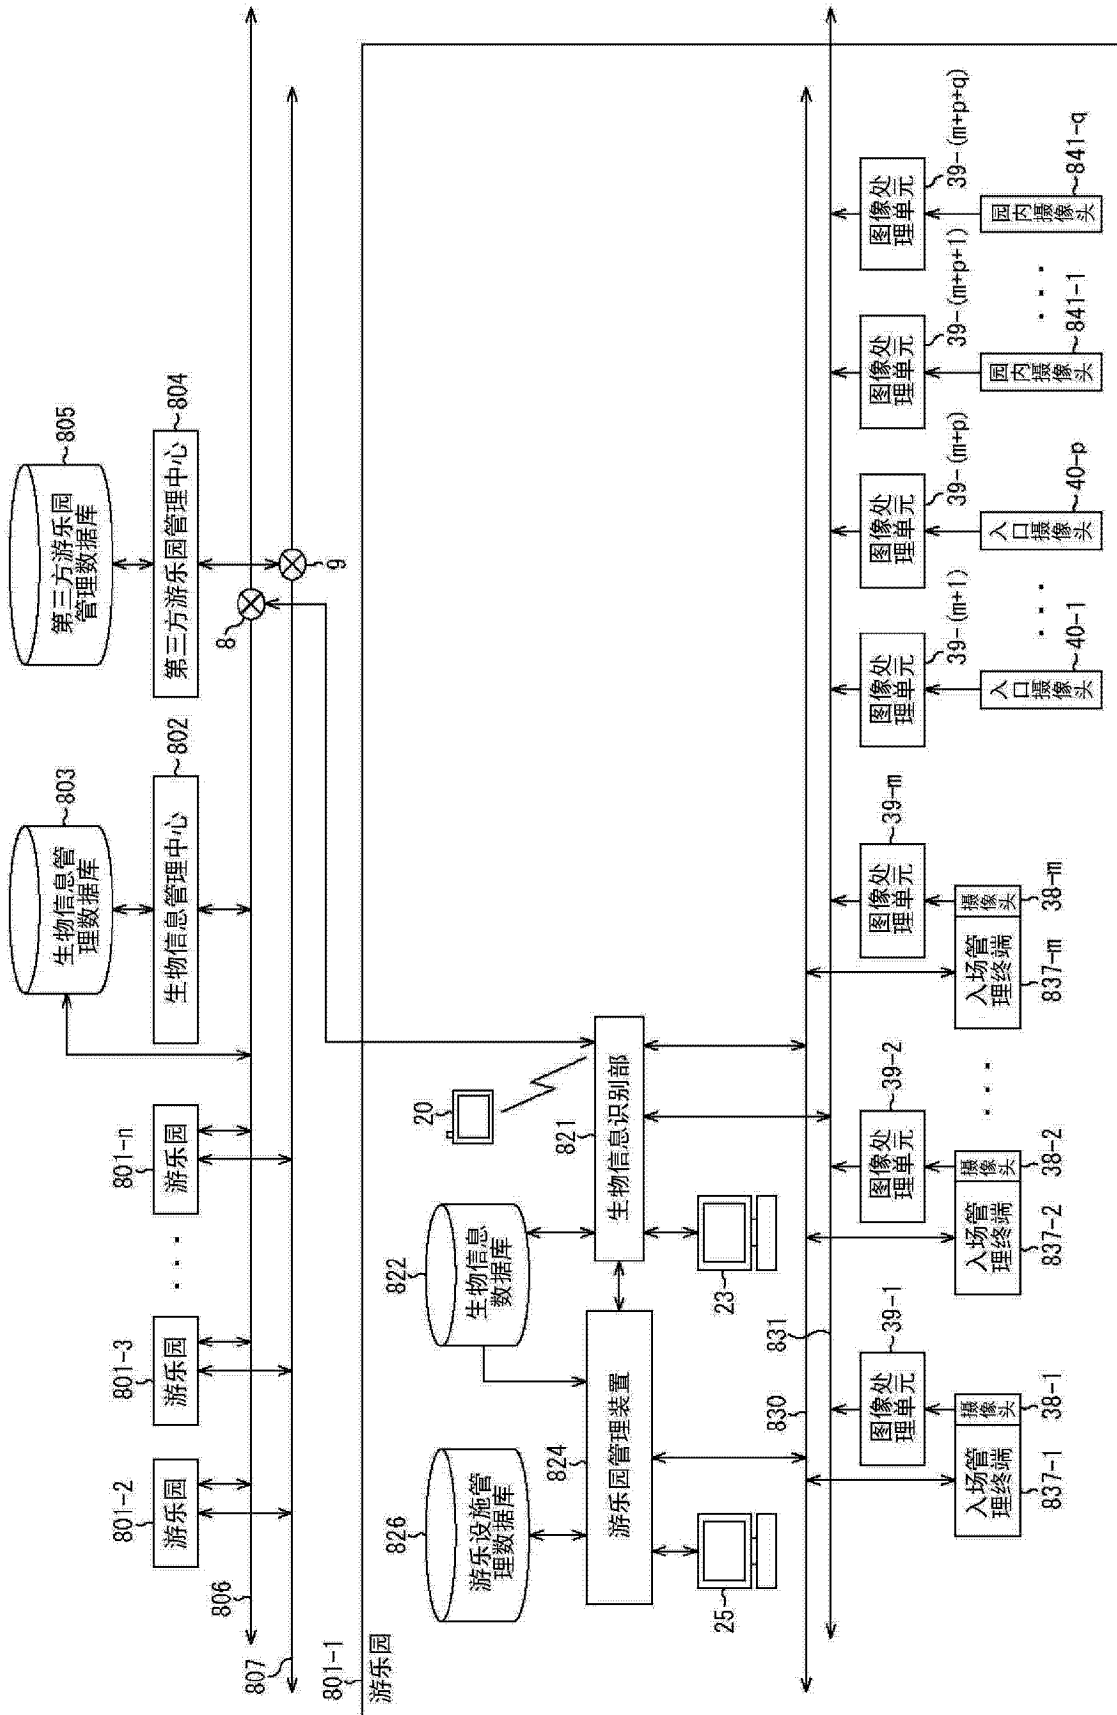 第三方游乐园
管理数据库
805
第三方游乐园管理中心
804
生物信息管
理数据库
803
生物信息管理中心
802
801-n
游乐园
801-3
游乐园
801-2
游乐园
806
807
8
9
801-1
游乐园
20
821
生物信息识别部
822
生物信息
数据库
23
826
游乐设施管
理数据库
824
游乐园管理装置
25
830
831
图像处
理单元
39-1
摄像头
38-1
入场管
理终端
837-1
图像处
理单元
39-2
摄像头
38-2
入场管
理终端
837-2
图像处
理单元
39-m
摄像头
38-m
入场管
理终端
837-m
图像处
理单元
39-(m+1)
入口摄像头
40-1
图像处
理单元
39-(m+p)
入口摄像头
40-p
图像处
理单元
39-(m+p+1)
园内摄像头
841-1
图像处
理单元
39-(m+p+q)
园内摄像头
841-q